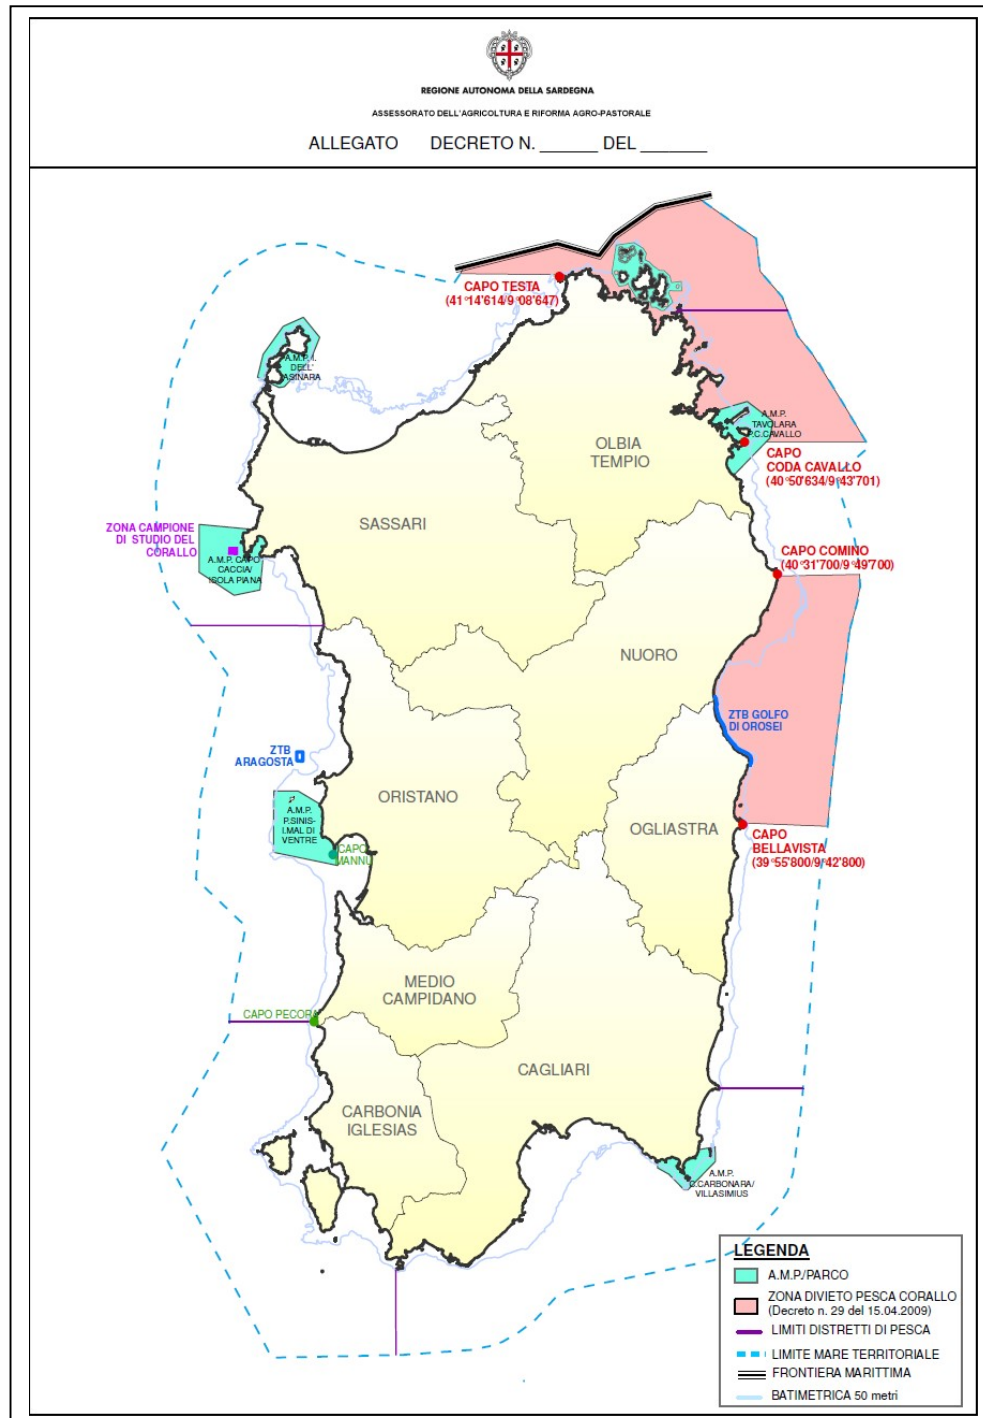 REGIONE AUTONOMA DELLA SARDEGNA
ASSESSORATO DELL'AGRICOLTURA E RIFORMA AGRO-PASTORALE
ALLEGATO DECRETO N. ______ DEL _______
CAPO TESTA
(41°14'614/9°08'647)
A.M.P. I.
DELL'
ASINARA
A.M.P.
TAVOLARA
P.C.CAVALLO
OLBIA
TEMPIO
CAPO
CODA CAVALLO
(40°50'634/9°43'701)
SASSARI
ZONA CAMPIONE
DI STUDIO DEL
CORALLO
A.M.P. CAPO
CACCIA/
ISOLA PIANA
CAPO COMINO
(40°31'700/9°49'700)
NUORO
ZTB GOLFO
DI OROSEI
ZTB
ARAGOSTA
ORISTANO
A.M.P.
P.SINIS-
I.MAL DI
VENTRE
CAPO
MANNU
OGLIASTRA
CAPO
BELLAVISTA
(39°55'800/9°42'800)
MEDIO
CAMPIDANO
CAPO PECORA
CAGLIARI
CARBONIA
IGLESIAS
A.M.P.
C.CARBONARA/
VILLASIMIUS
LEGENDA
A.M.P./PARCO
ZONA DIVIETO PESCA CORALLO
(Decreto n. 29 del 15.04.2009)
LIMITI DISTRETTI DI PESCA
LIMITE MARE TERRITORIALE
FRONTIERA MARITTIMA
BATIMETRICA 50 metri